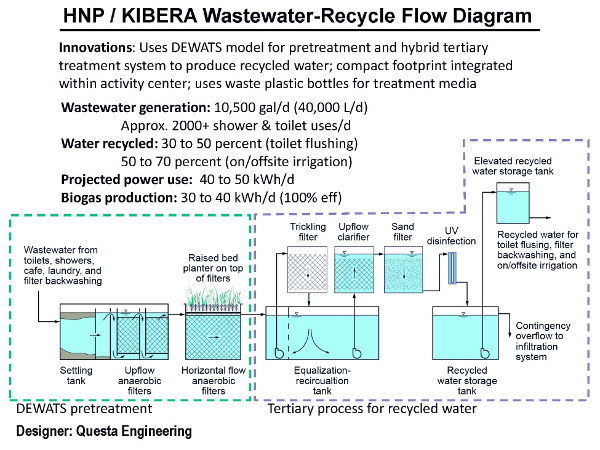 HNP / KIBERA Wastewater-Recycle Flow Diagram
Innovations: Uses DEWATS model for pretreatment and hybrid tertiary
treatment system to produce recycled water; compact footprint integrated
within activity center; uses waste plastic bottles for treatment media
Wastewater generation: 10,500 gal/d (40,000 L/d)
Approx. 2000+ shower & toilet uses/d
Water recycled: 30 to 50 percent (toilet flushing)
50 to 70 percent (on/offsite irrigation)
Projected power use: 40 to 50 kWh/d
Biogas production: 30 to 40 kWh/d (100% eff)
Elevated recycled
water storage tank
Wastewater from
toilets, showers,
cafe, laundry, and
filter backwashing
Raised bed
planter on top
of filters
Trickling
filter
Upflow
clarifier
Sand
filter
UV
disinfection
Recycled water for
toilet flusing, filter
backwashing, and
on/offsite irrigation
Contingency
overflow to
infiltration
system
Settling
tank
Upflow
anaerobic
filters
Horizontal flow
anaerobic
filters
Equalization-
recircualtion
tank
Recycled
water storage
tank
DEWATS pretreatment
Tertiary process for recycled water
Designer: Questa Engineering